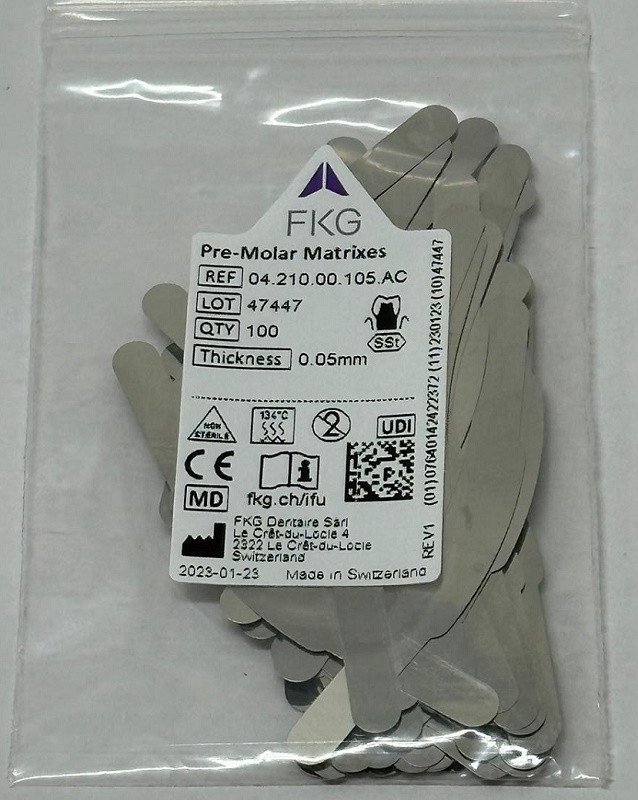 FKG
Pre-Molar Matrixes
REF 04.210.00.105.AC
LOT 47447
QTY 100
SSt
Thickness 0.05mm
NON STERILE
134°C
2
UDI
CE
MD
i
fkg.ch/ifu
FKG Dentaire Sàrl
Le Crêt-du-Locle 4
2322 Le Crêt-du-Locle
Switzerland
2023-01-23 Made in Switzerland
REV1 (01)07640142422372 (11)230123 (10)47447